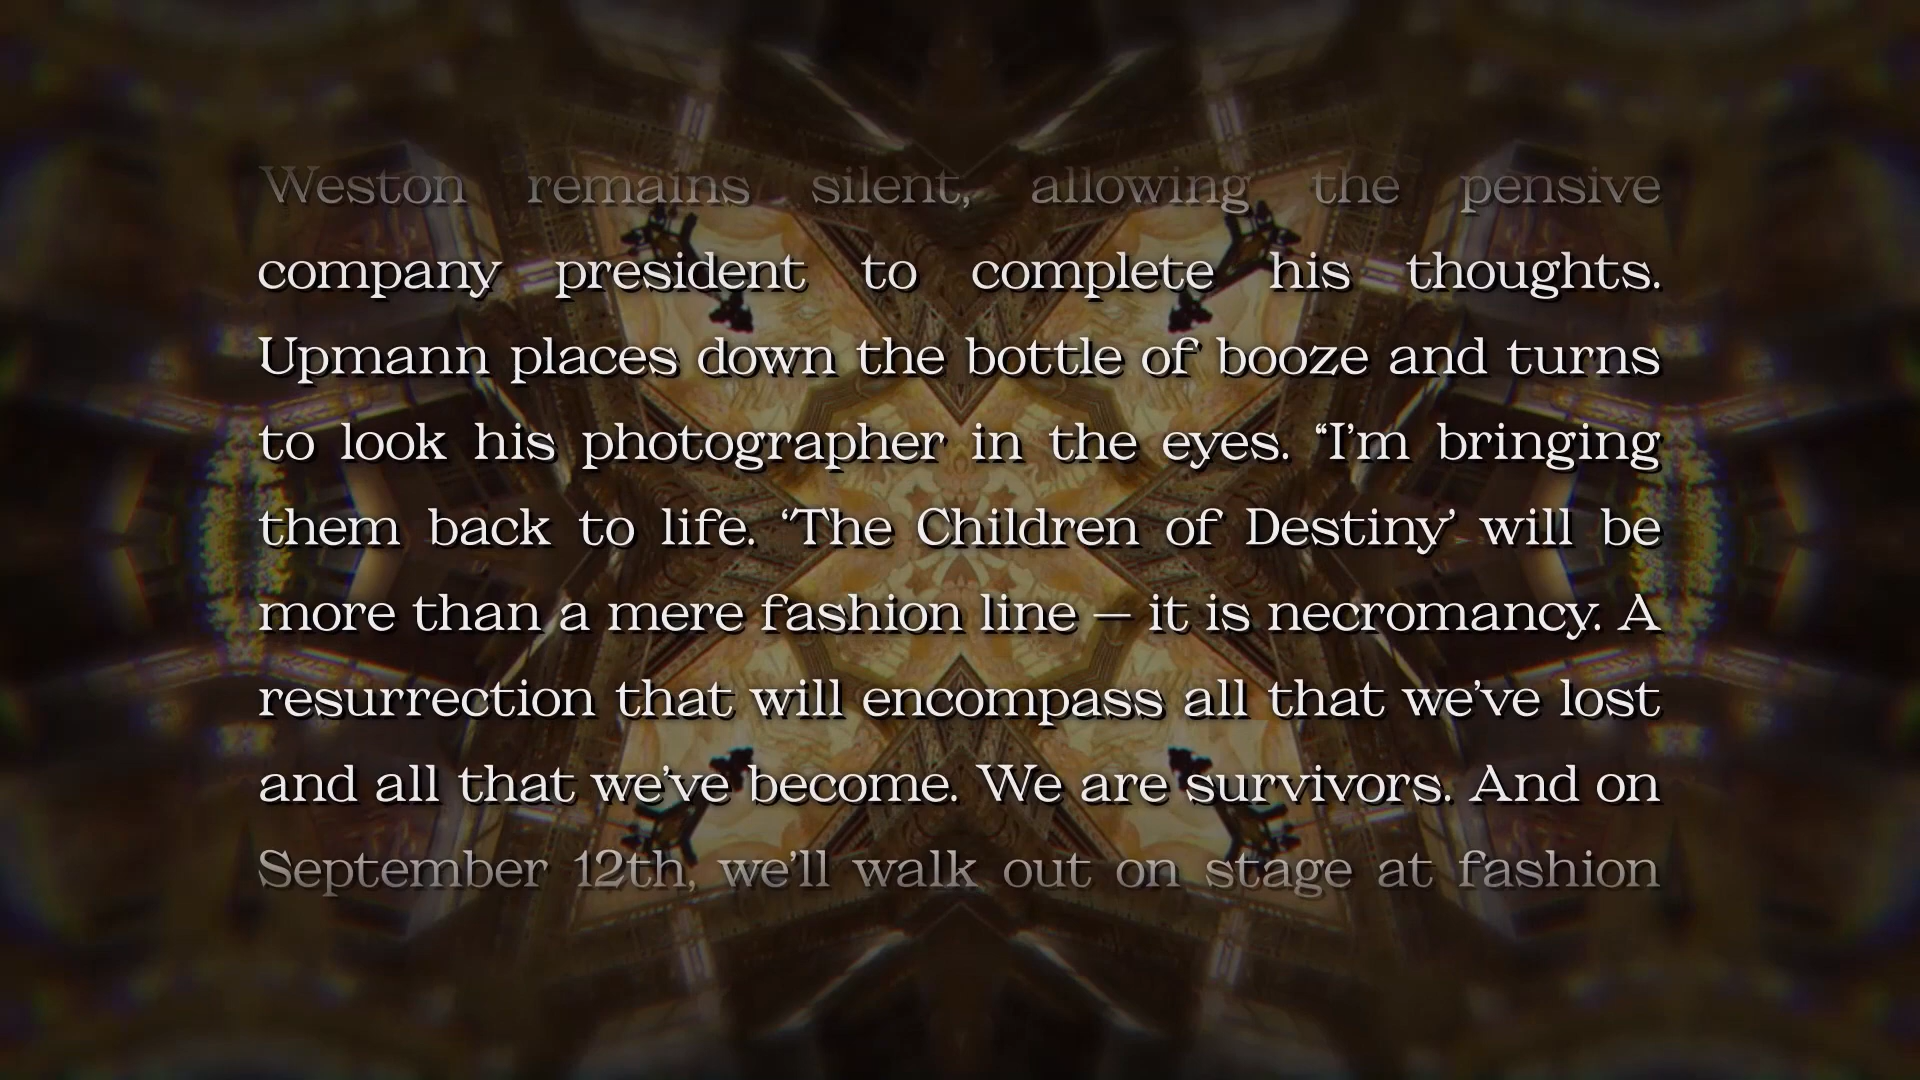 Weston remains silent, allowing the pensive
company president to complete his thoughts.
Upmann places down the bottle of booze and turns
to look his photographer in the eyes. “I’m bringing
them back to life. ‘The Children of Destiny’ will be
more than a mere fashion line – it is necromancy. A
resurrection that will encompass all that we’ve lost
and all that we’ve become. We are survivors. And on
September 12th, we’ll walk out on stage at fashion